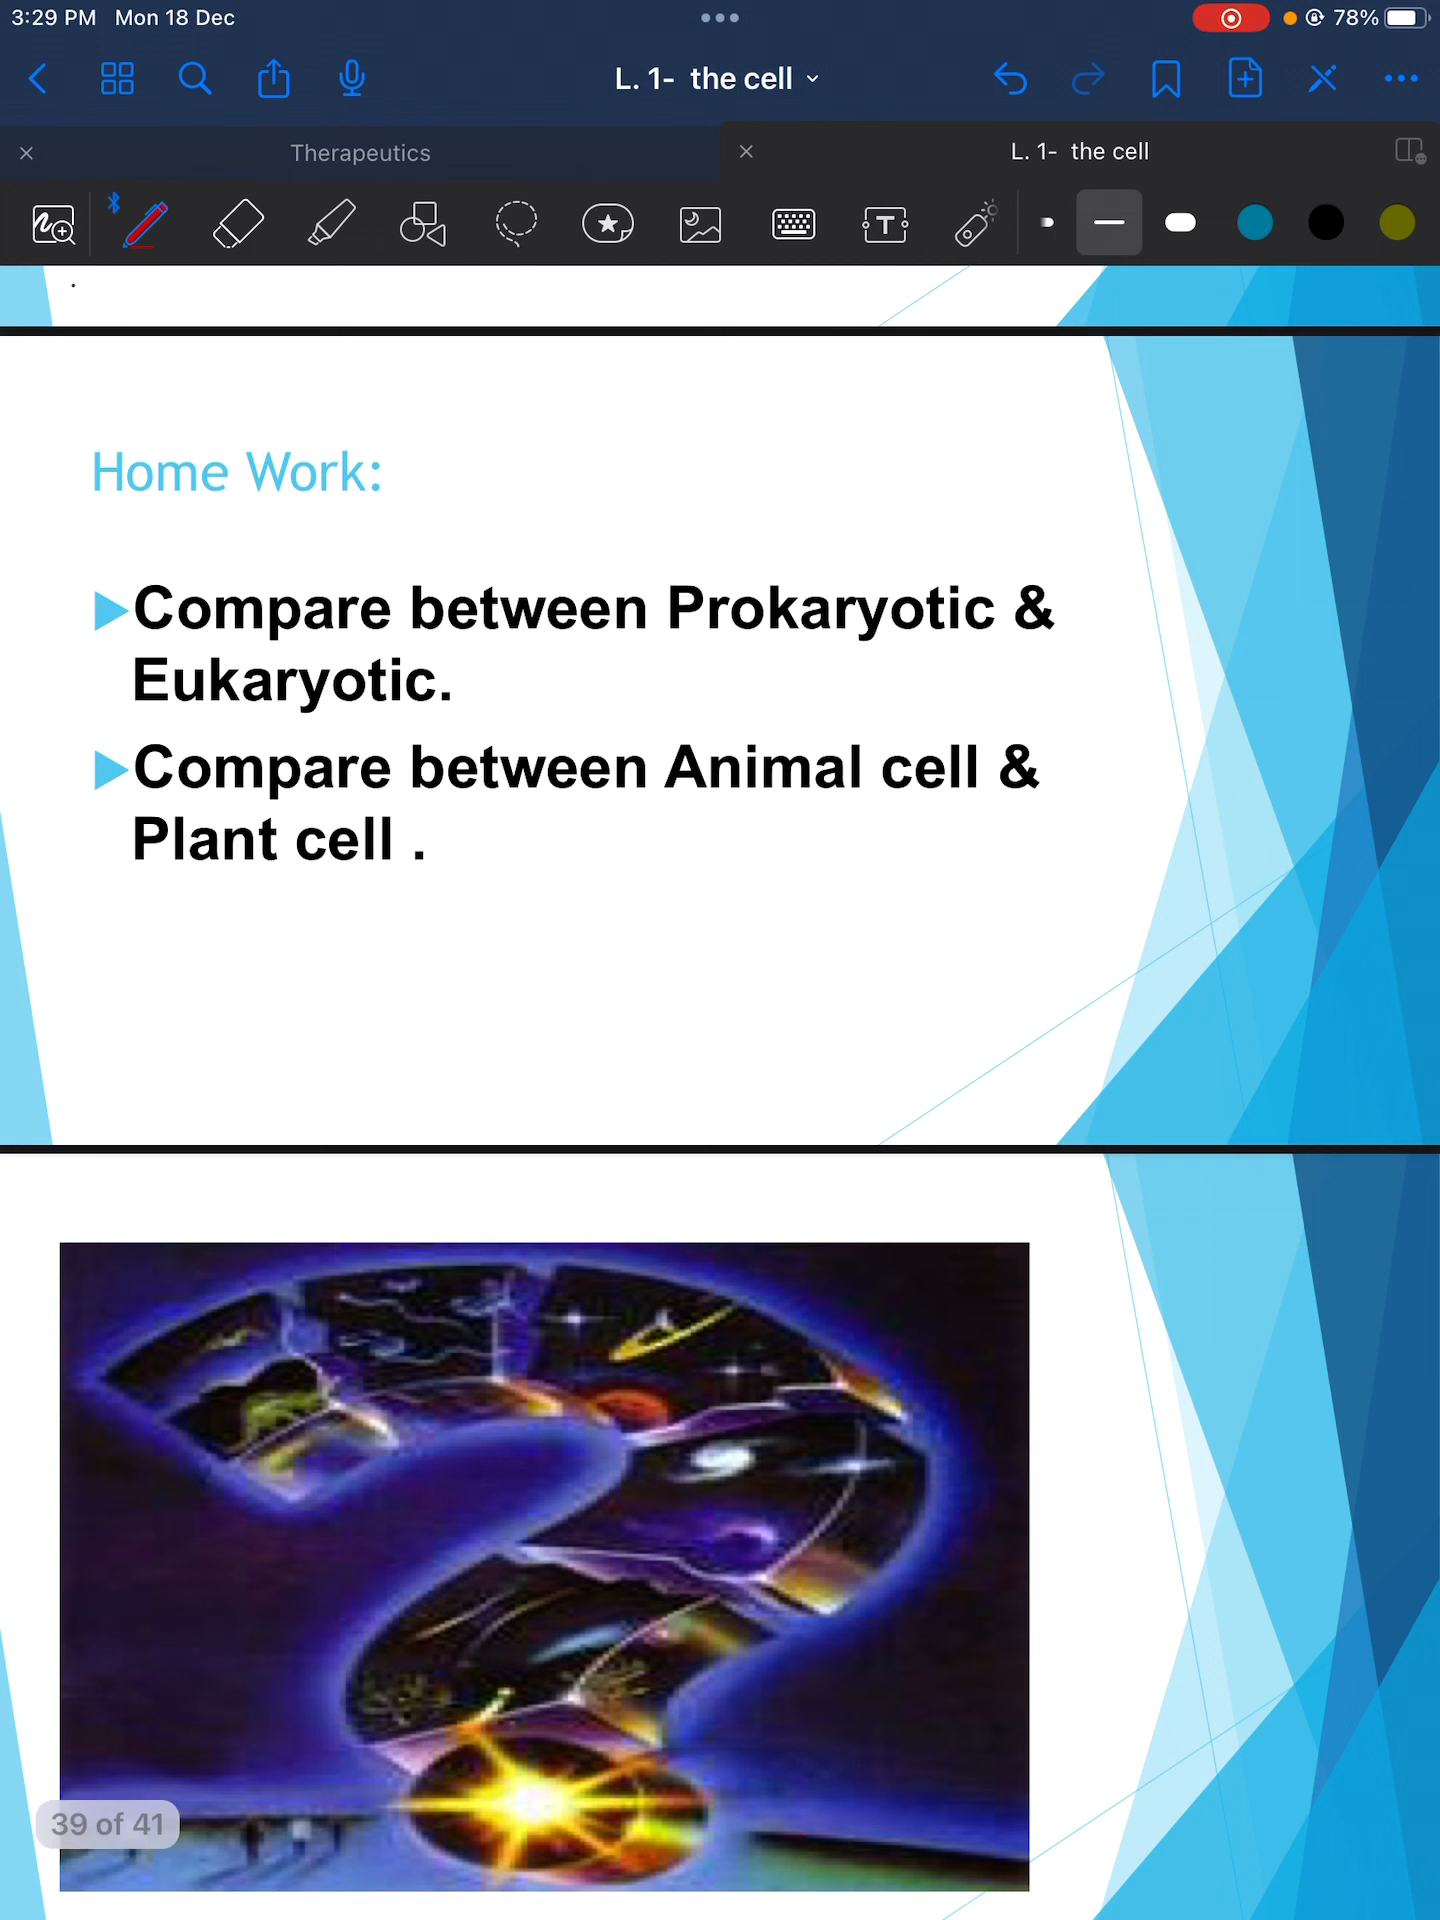 3:29 PM Mon 18 Dec
78%
L. 1- the cell
Therapeutics
L. 1- the cell
T
Home Work:
Compare between Prokaryotic &
Eukaryotic.
Compare between Animal cell &
Plant cell .
39 of 41